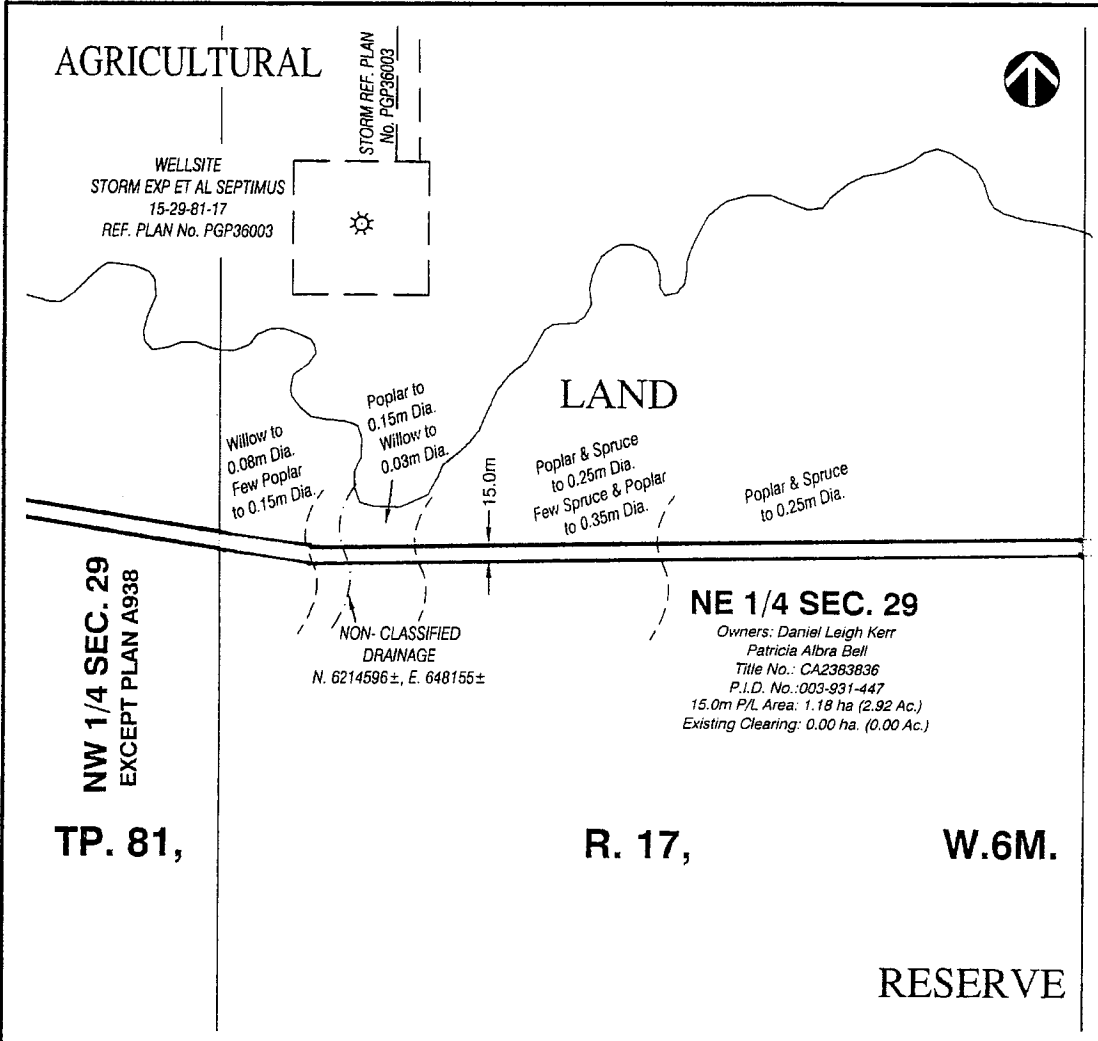 AGRICULTURAL
STORM REF. PLAN
No. PGP36003
WELLSITE
STORM EXP ET AL SEPTIMUS
15-29-81-17
REF. PLAN No. PGP36003
LAND
Willow to
0.08m Dia.
Few Poplar
to 0.15m Dia.
Poplar to
0.15m Dia.
Willow to
0.03m Dia.
15.0m
Poplar & Spruce
to 0.25m Dia.
Few Spruce & Poplar
to 0.35m Dia.
Poplar & Spruce
to 0.25m Dia.
NW 1/4 SEC. 29
EXCEPT PLAN A938
NON- CLASSIFIED
DRAINAGE
N. 6214596±, E. 648155±
NE 1/4 SEC. 29
Owners: Daniel Leigh Kerr
Patricia Albra Bell
Title No.: CA2383836
P.I.D. No.:003-931-447
15.0m P/L Area: 1.18 ha (2.92 Ac.)
Existing Clearing: 0.00 ha. (0.00 Ac.)
TP. 81,
R. 17,
W.6M.
RESERVE